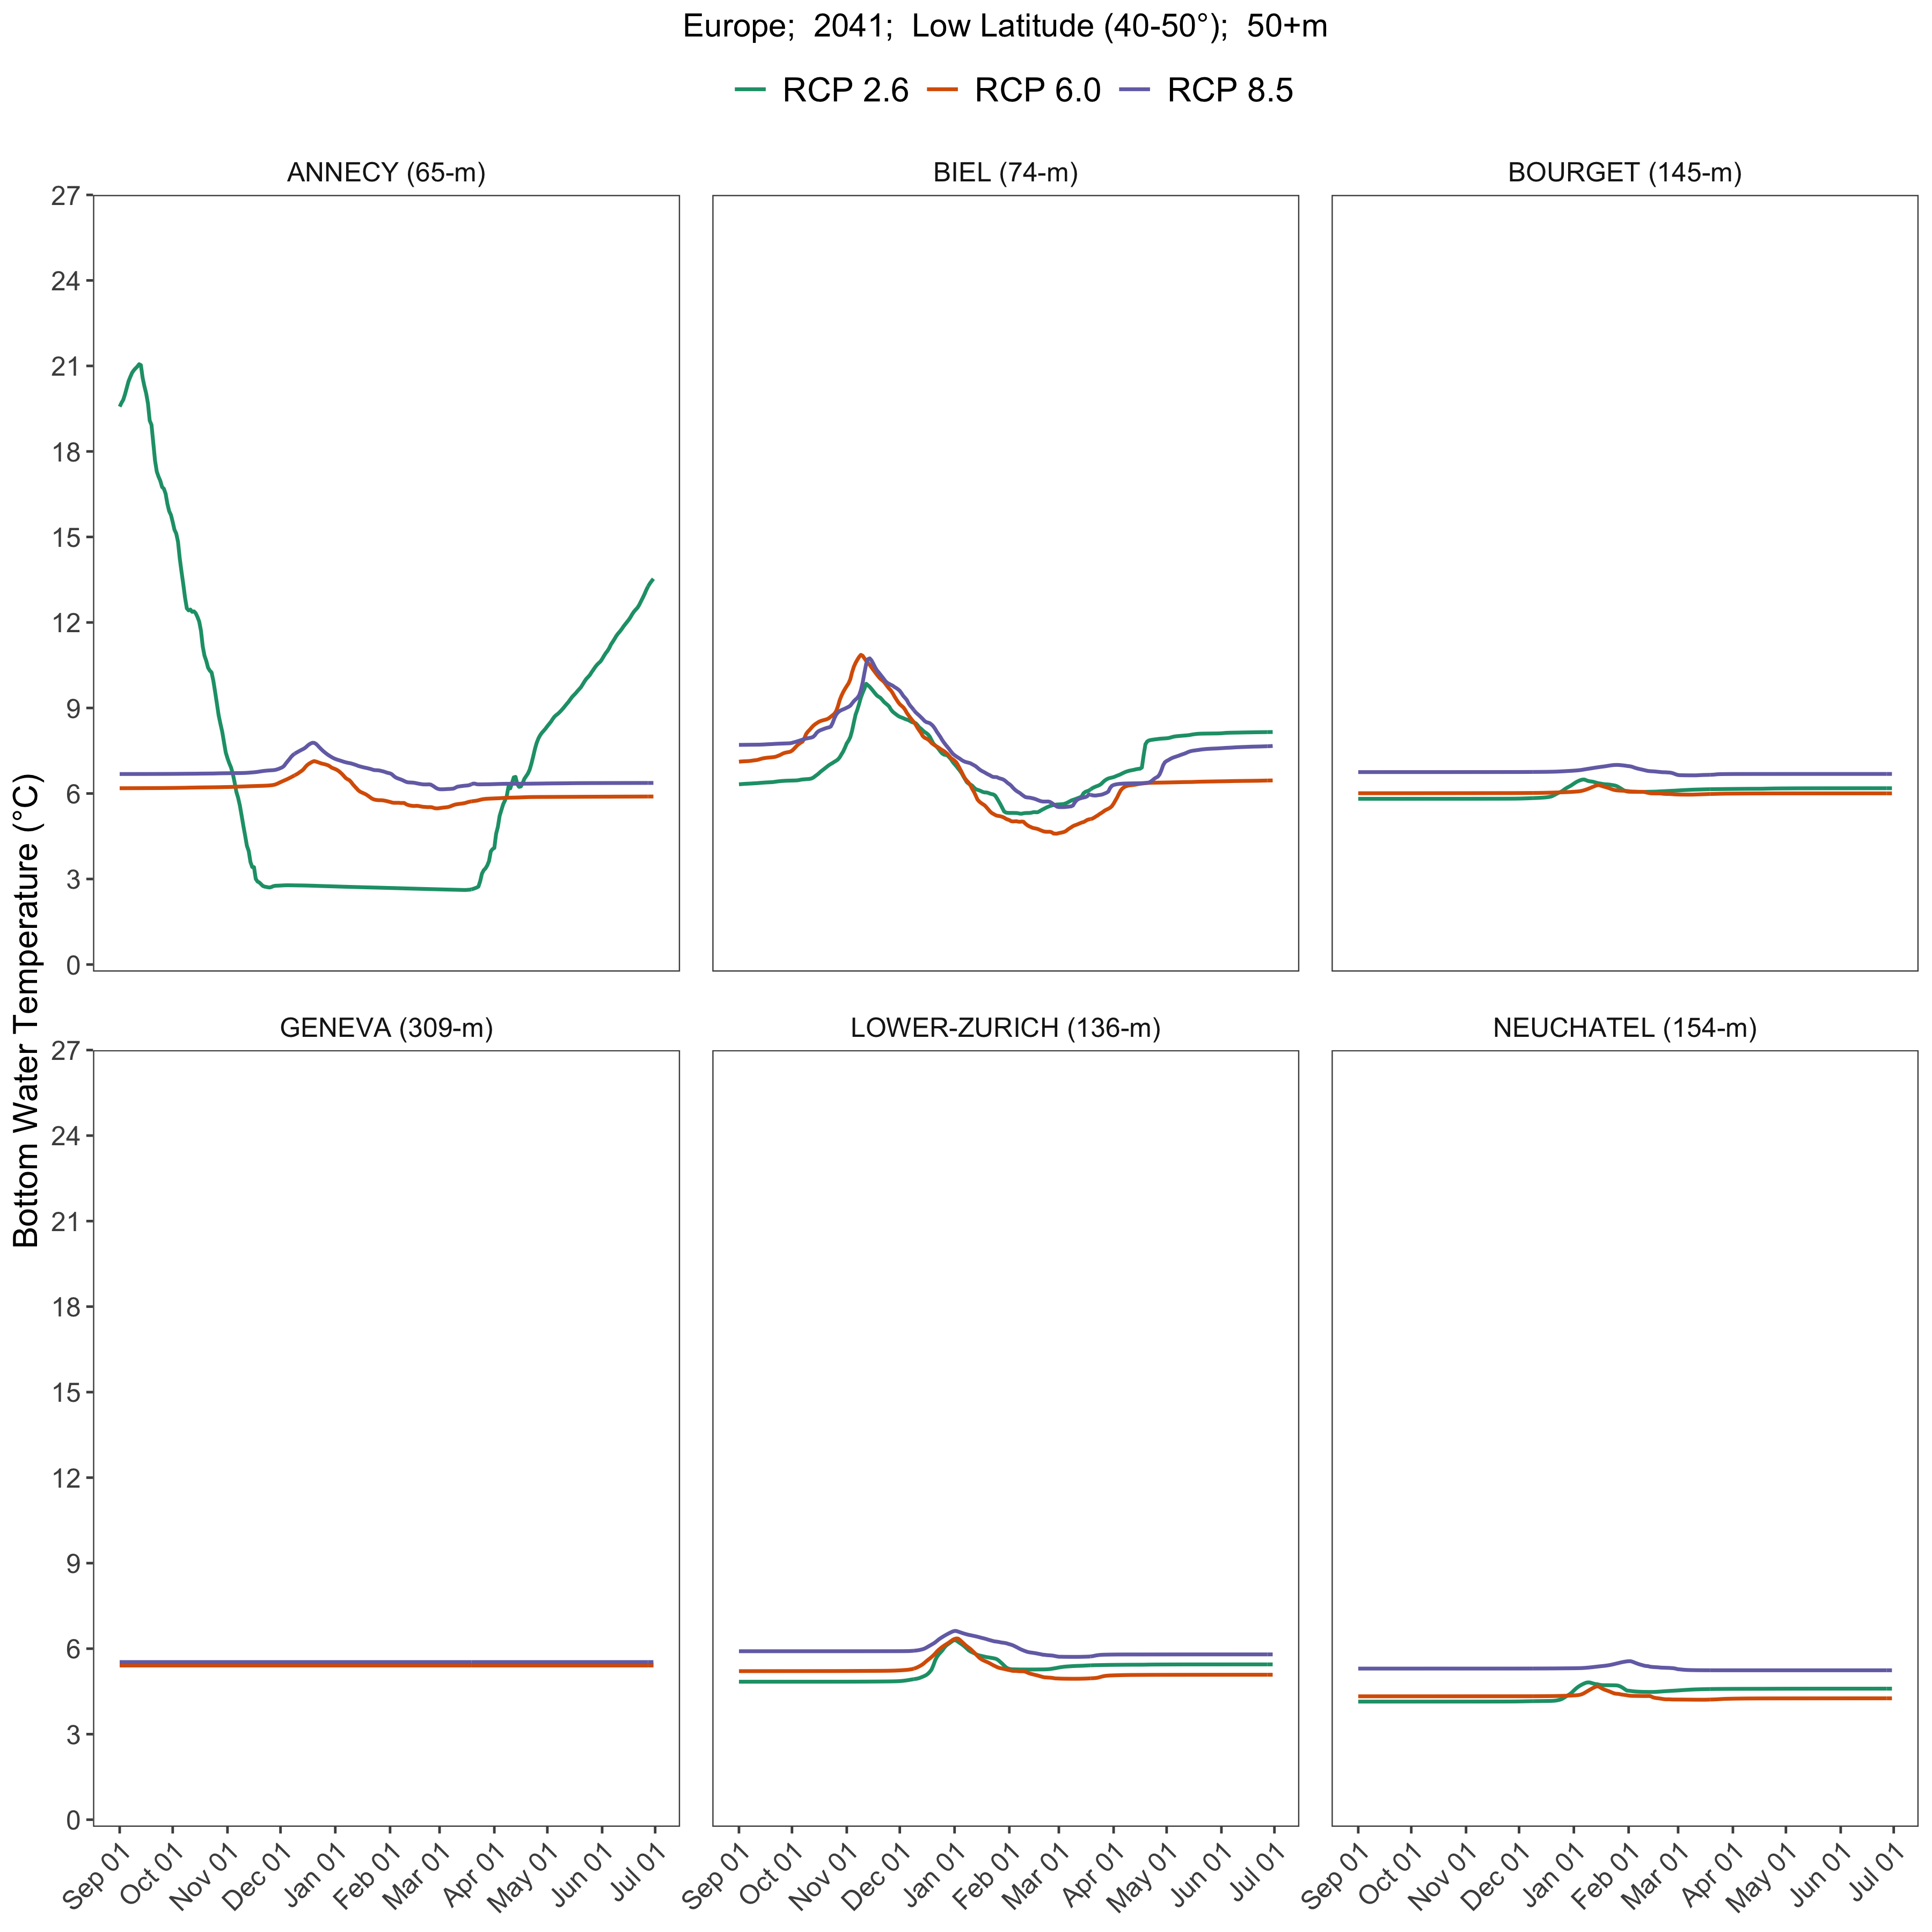 Europe;  2041;  Low Latitude (40-50°);  50+m
RCP 2.6 RCP 6.0 RCP 8.5
ANNECY (65-m) BIEL (74-m) BOURGET (145-m)
27
24
21
18
15
12
9
6
3
0
Bottom Water Temperature (°C)
GENEVA (309-m) LOWER-ZURICH (136-m) NEUCHATEL (154-m)
27
24
21
18
15
12
9
6
3
0
Sep 01 Oct 01 Nov 01 Dec 01 Jan 01 Feb 01 Mar 01 Apr 01 May 01 Jun 01 Jul 01
Sep 01 Oct 01 Nov 01 Dec 01 Jan 01 Feb 01 Mar 01 Apr 01 May 01 Jun 01 Jul 01
Sep 01 Oct 01 Nov 01 Dec 01 Jan 01 Feb 01 Mar 01 Apr 01 May 01 Jun 01 Jul 01